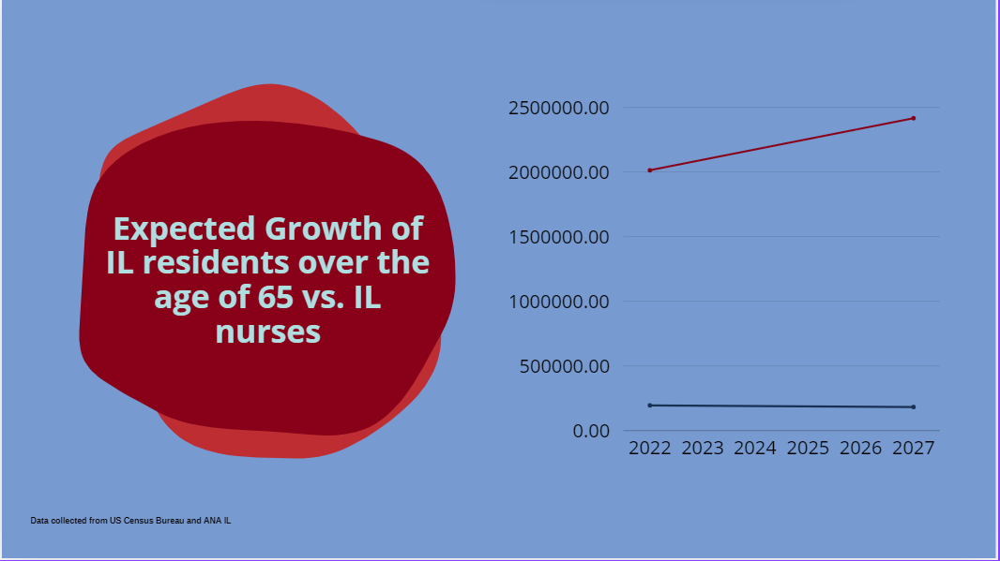 Expected Growth of
IL residents over the
age of 65 vs. IL
nurses
2500000.00
2000000.00
1500000.00
1000000.00
500000.00
0.00
2022 2023 2024 2025 2026 2027
Data collected from US Census Bureau and ANA IL